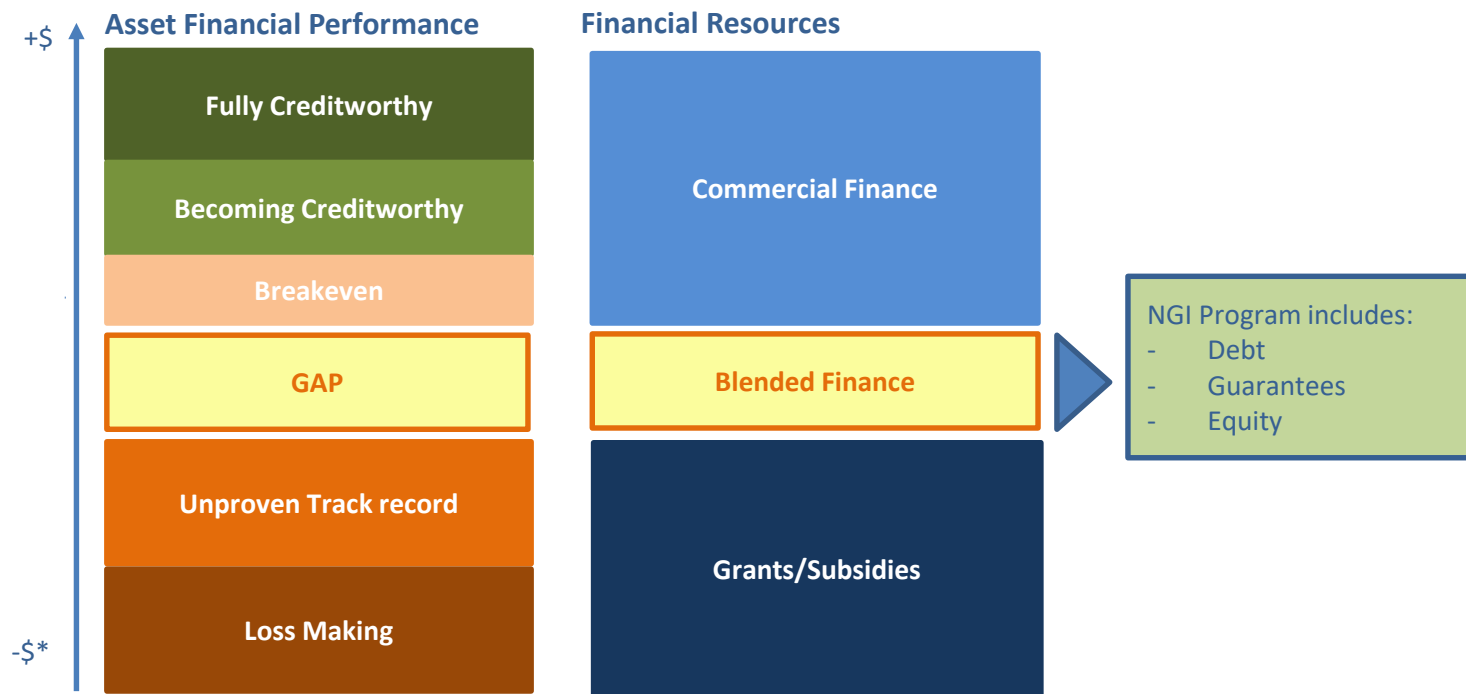 Asset Financial Performance
Financial Resources
+$
Fully Creditworthy
Becoming Creditworthy
Breakeven
GAP
Unproven Track record
Loss Making
-$*
Commercial Finance
Blended Finance
Grants/Subsidies
NGI Program includes:
- Debt
- Guarantees
- Equity